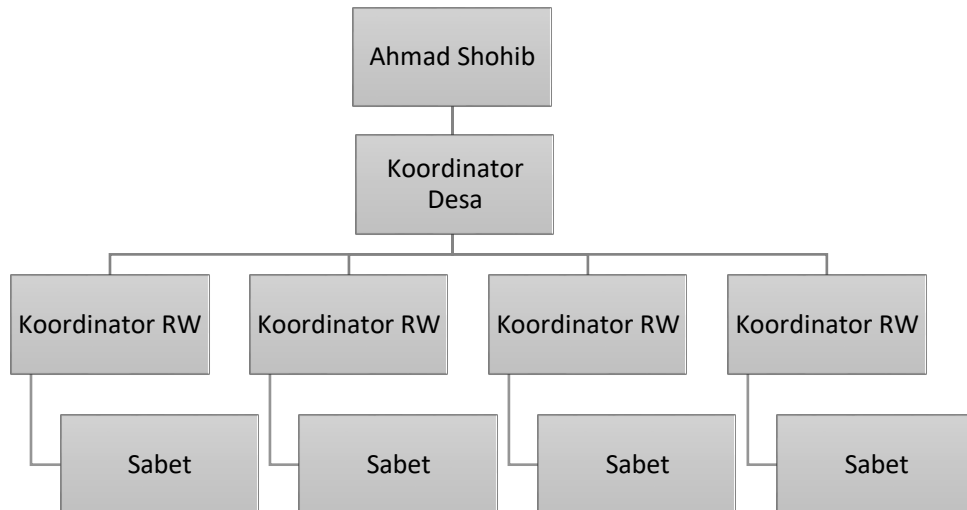 Ahmad Shohib
Koordinator
Desa
Koordinator RW
Koordinator RW
Koordinator RW
Koordinator RW
Sabet
Sabet
Sabet
Sabet